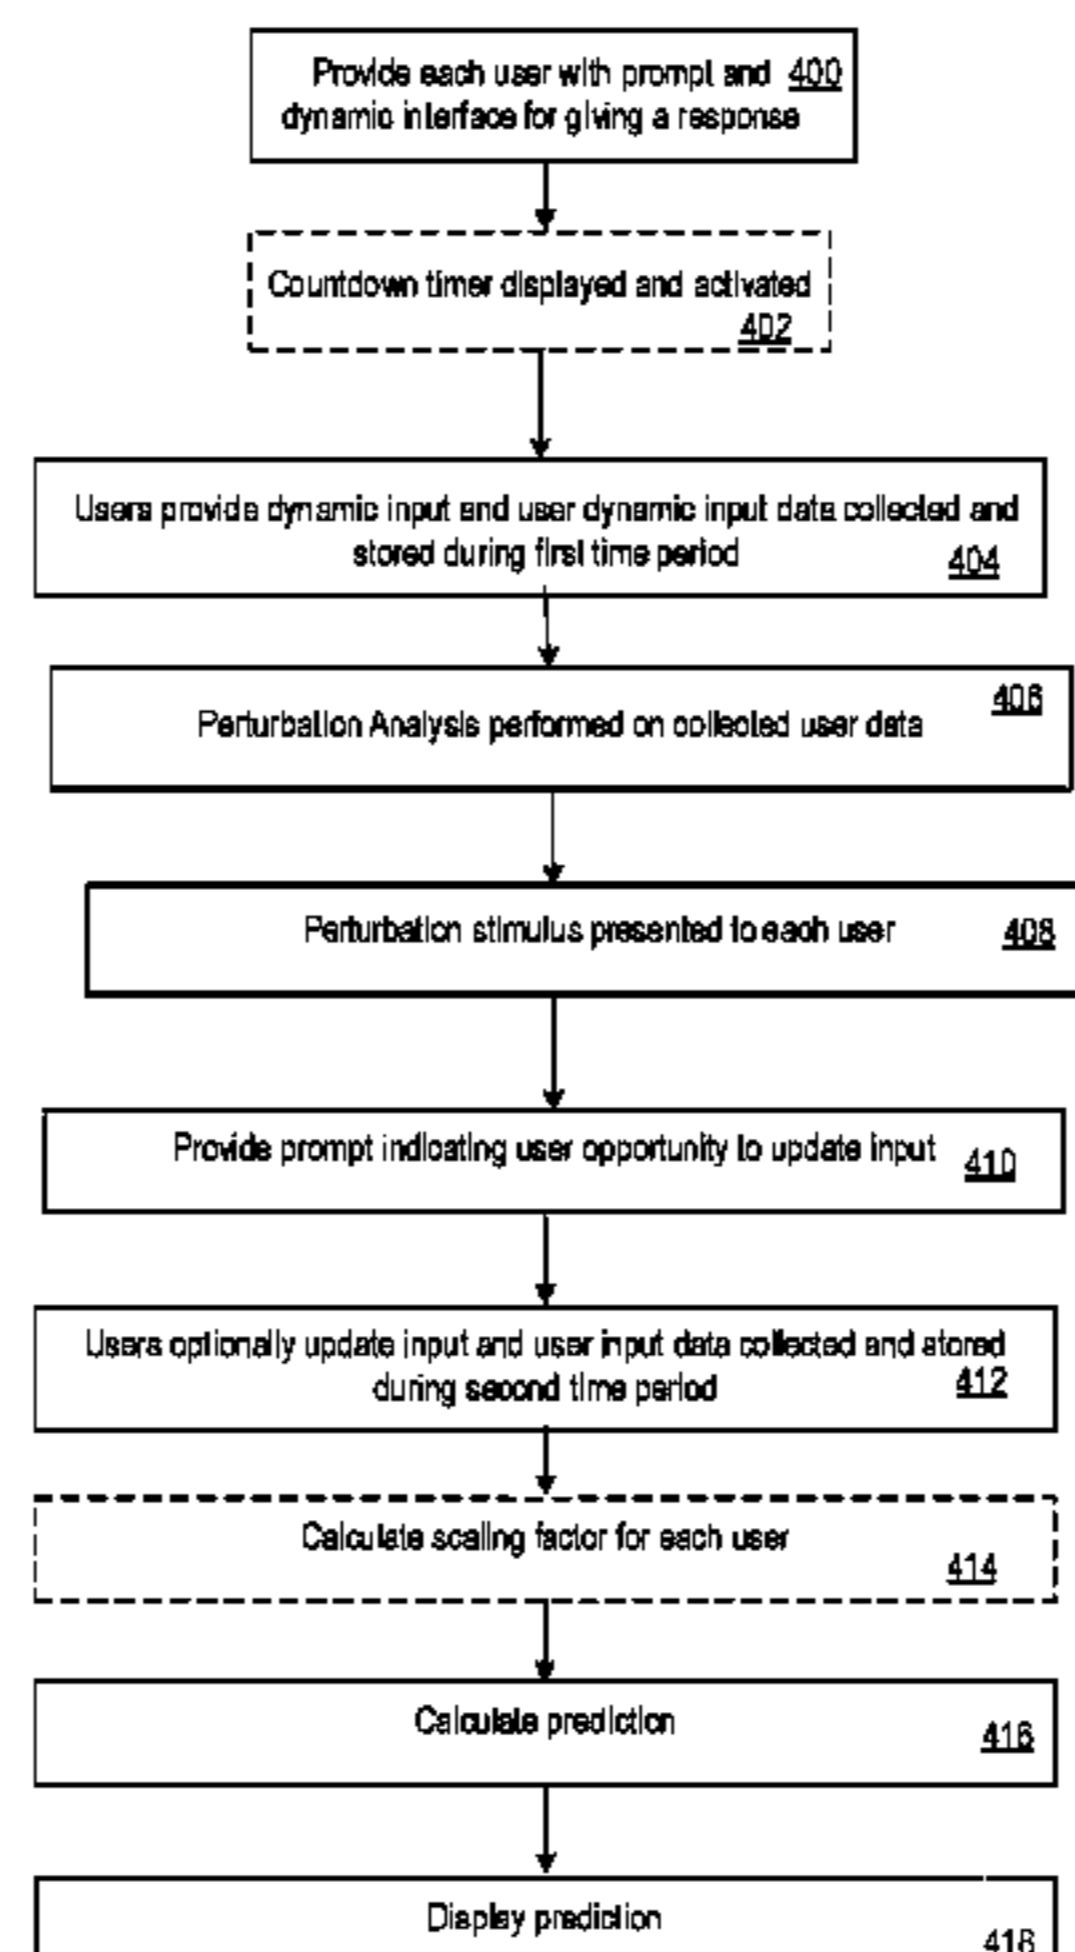 Provide each user with prompt and 400
dynamic interface for giving a response
Countdown timer displayed and activated
402
Users provide dynamic input and user dynamic input data collected and
stored during first time period 404
406
Perturbation Analysis performed on collected user data
Perturbation stimulus presented to each user 408
Provide prompt indicating user opportunity to update input 410
Users optionally update input and user input data collected and stored
during second time period 412
Calculate scaling factor for each user
414
Calculate prediction
416
Display prediction
418